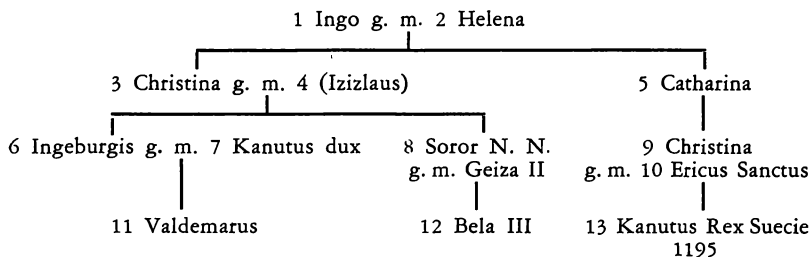 1 Ingo g. m. 2 Helena
3 Christina g. m. 4 (Izizlaus) 5 Catharina
6 Ingeburgis g. m. 7 Kanutus dux 8 Soror N. N. 9 Christina
g. m. Geiza II g. m. 10 Ericus Sanctus
11 Valdemarus 12 Bela III 13 Kanutus Rex Suecie
1195